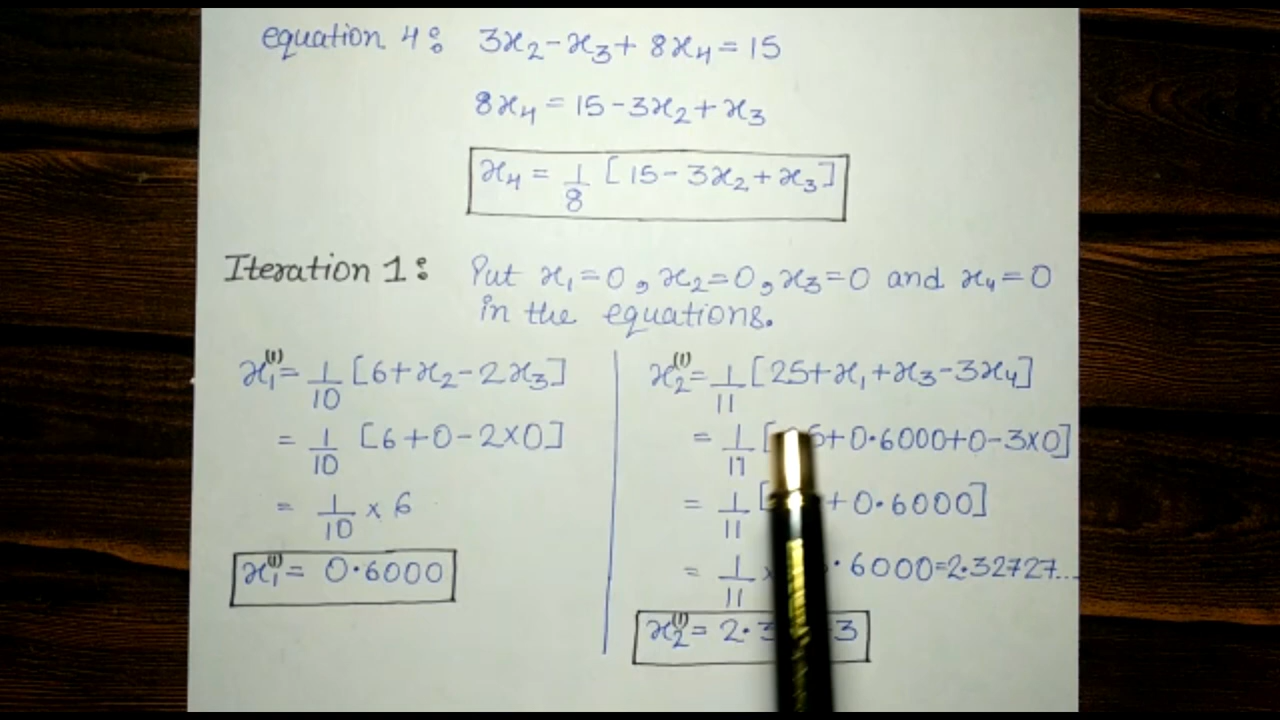 equation 4: 3x₂ - x₃ + 8x₄ = 15
8x₄ = 15 - 3x₂ + x₃
x₄ = 1/8 [15 - 3x₂ + x₃]
Iteration 1: Put x₁ = 0, x₂ = 0, x₃ = 0 and x₄ = 0
in the equations.
x₁⁽¹⁾ = 1/10 [6 + x₂ - 2x₃]
= 1/10 [6 + 0 - 2×0]
= 1/10 × 6
x₁⁽¹⁾ = 0.6000
x₂⁽¹⁾ = 1/11 [25 + x₁ + x₃ - 3x₄]
= 1/11 [ + 0.6000 + 0 - 3×0]
= 1/11 [ + 0.6000]
= 1/11 × .6000 = 2.32727...
x₂⁽¹⁾ = 2.3 3